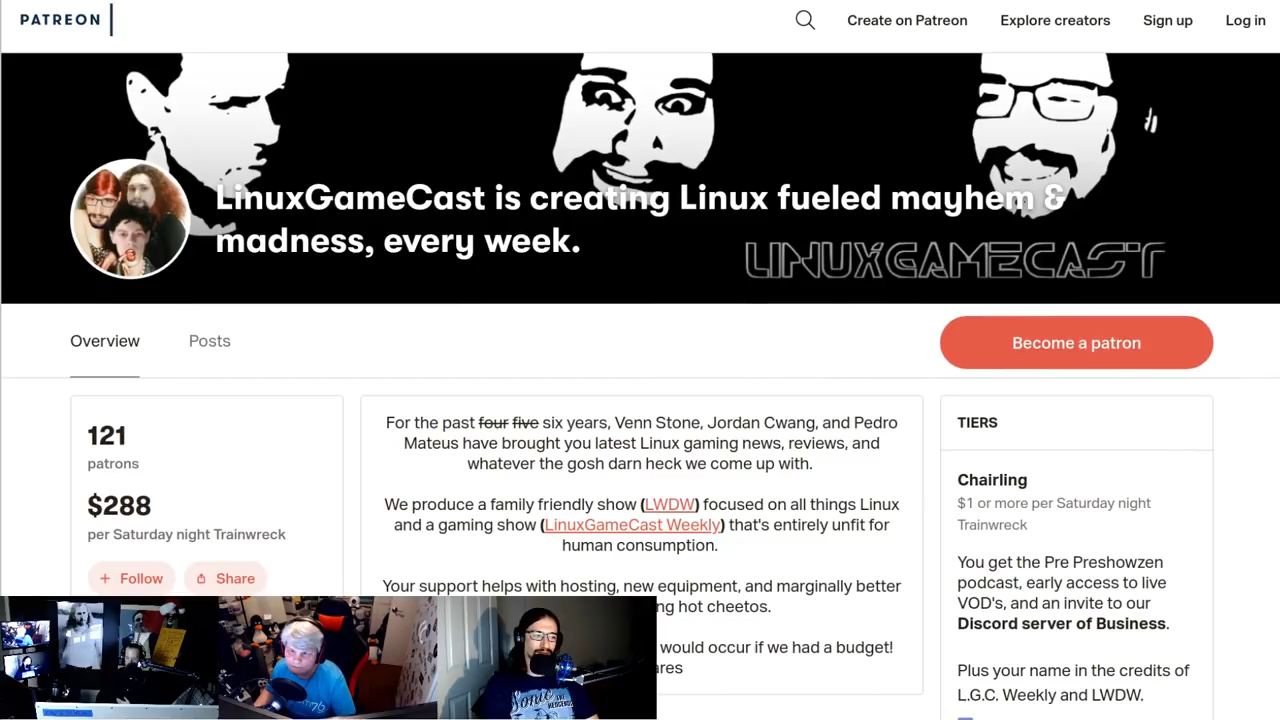 PATREON
Create on Patreon
Explore creators
Sign up
Log in
LinuxGameCast is creating Linux fueled mayhem &
madness, every week.
LINUXGAMECAST
Overview
Posts
Become a patron
121
patrons
$288
per Saturday night Trainwreck
+ Follow
Share
For the past four five six years, Venn Stone, Jordan Cwang, and Pedro
Mateus have brought you latest Linux gaming news, reviews, and
whatever the gosh darn heck we come up with.
We produce a family friendly show (LWDW) focused on all things Linux
and a gaming show (LinuxGameCast Weekly) that's entirely unfit for
human consumption.
Your support helps with hosting, new equipment, and marginally better
hot cheetos.
would occur if we had a budget!
TIERS
Chairling
$1 or more per Saturday night
Trainwreck
You get the Pre Preshowzen
podcast, early access to live
VOD's, and an invite to our
Discord server of Business.
Plus your name in the credits of
L.G.C. Weekly and LWDW.
Sonic
THE
HEDGEHOG